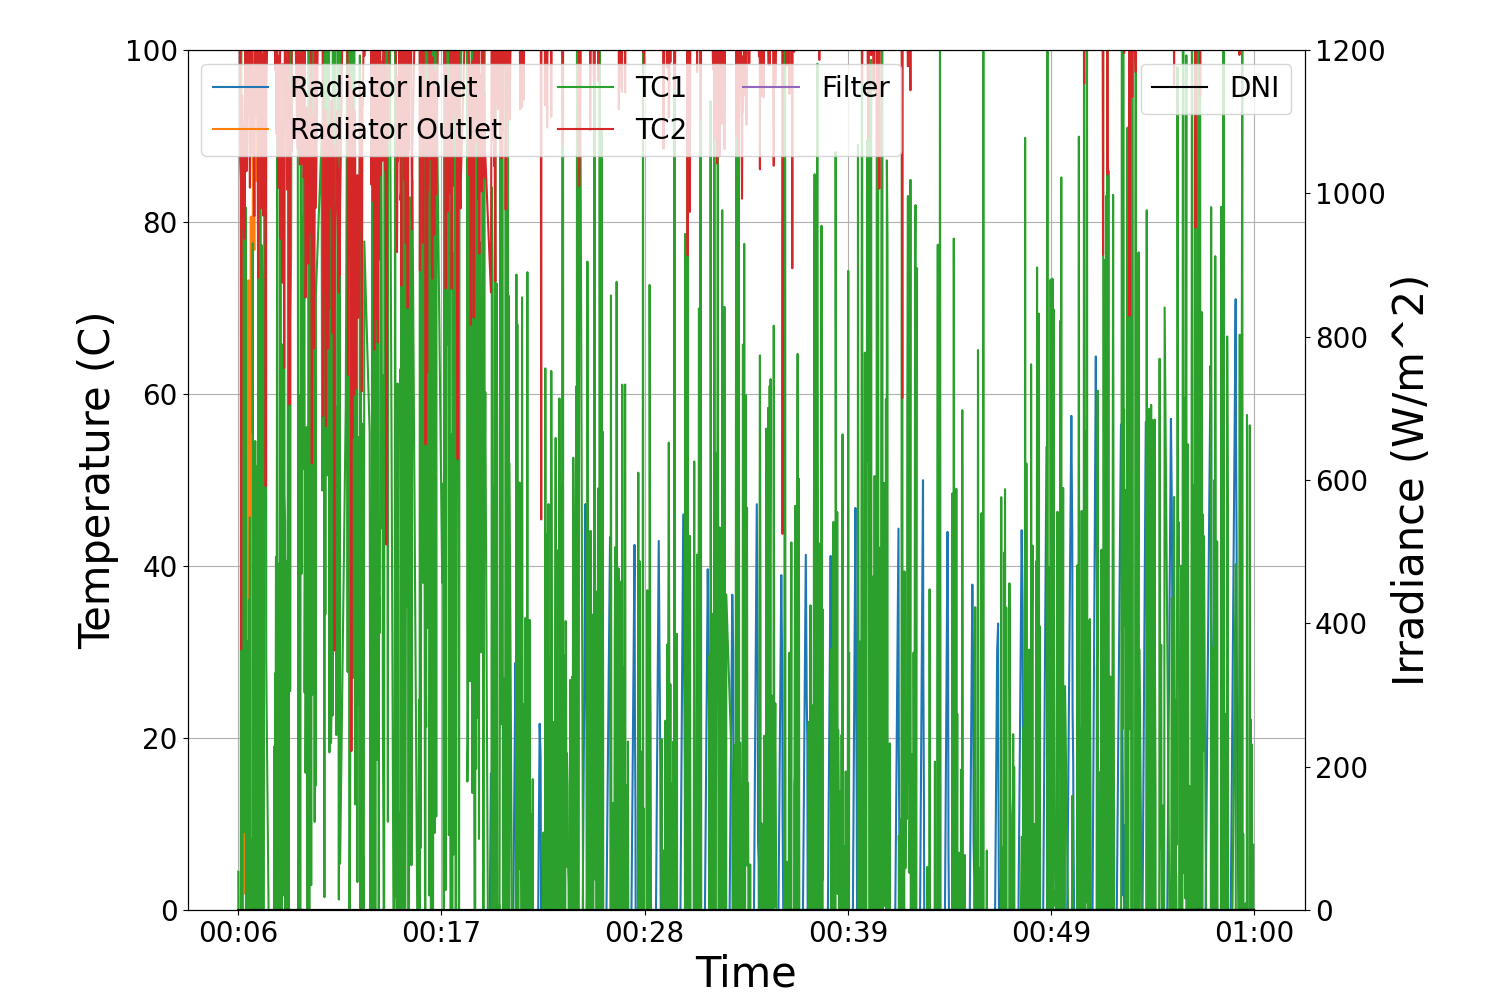 Radiator Inlet
Radiator Outlet
TC1
TC2
Filter
DNI
Temperature (C)
100
80
60
40
20
0
1200
1000
800
600
400
200
0
Irradiance (W/m^2)
00:06 00:17 00:28 00:39 00:49 01:00
Time